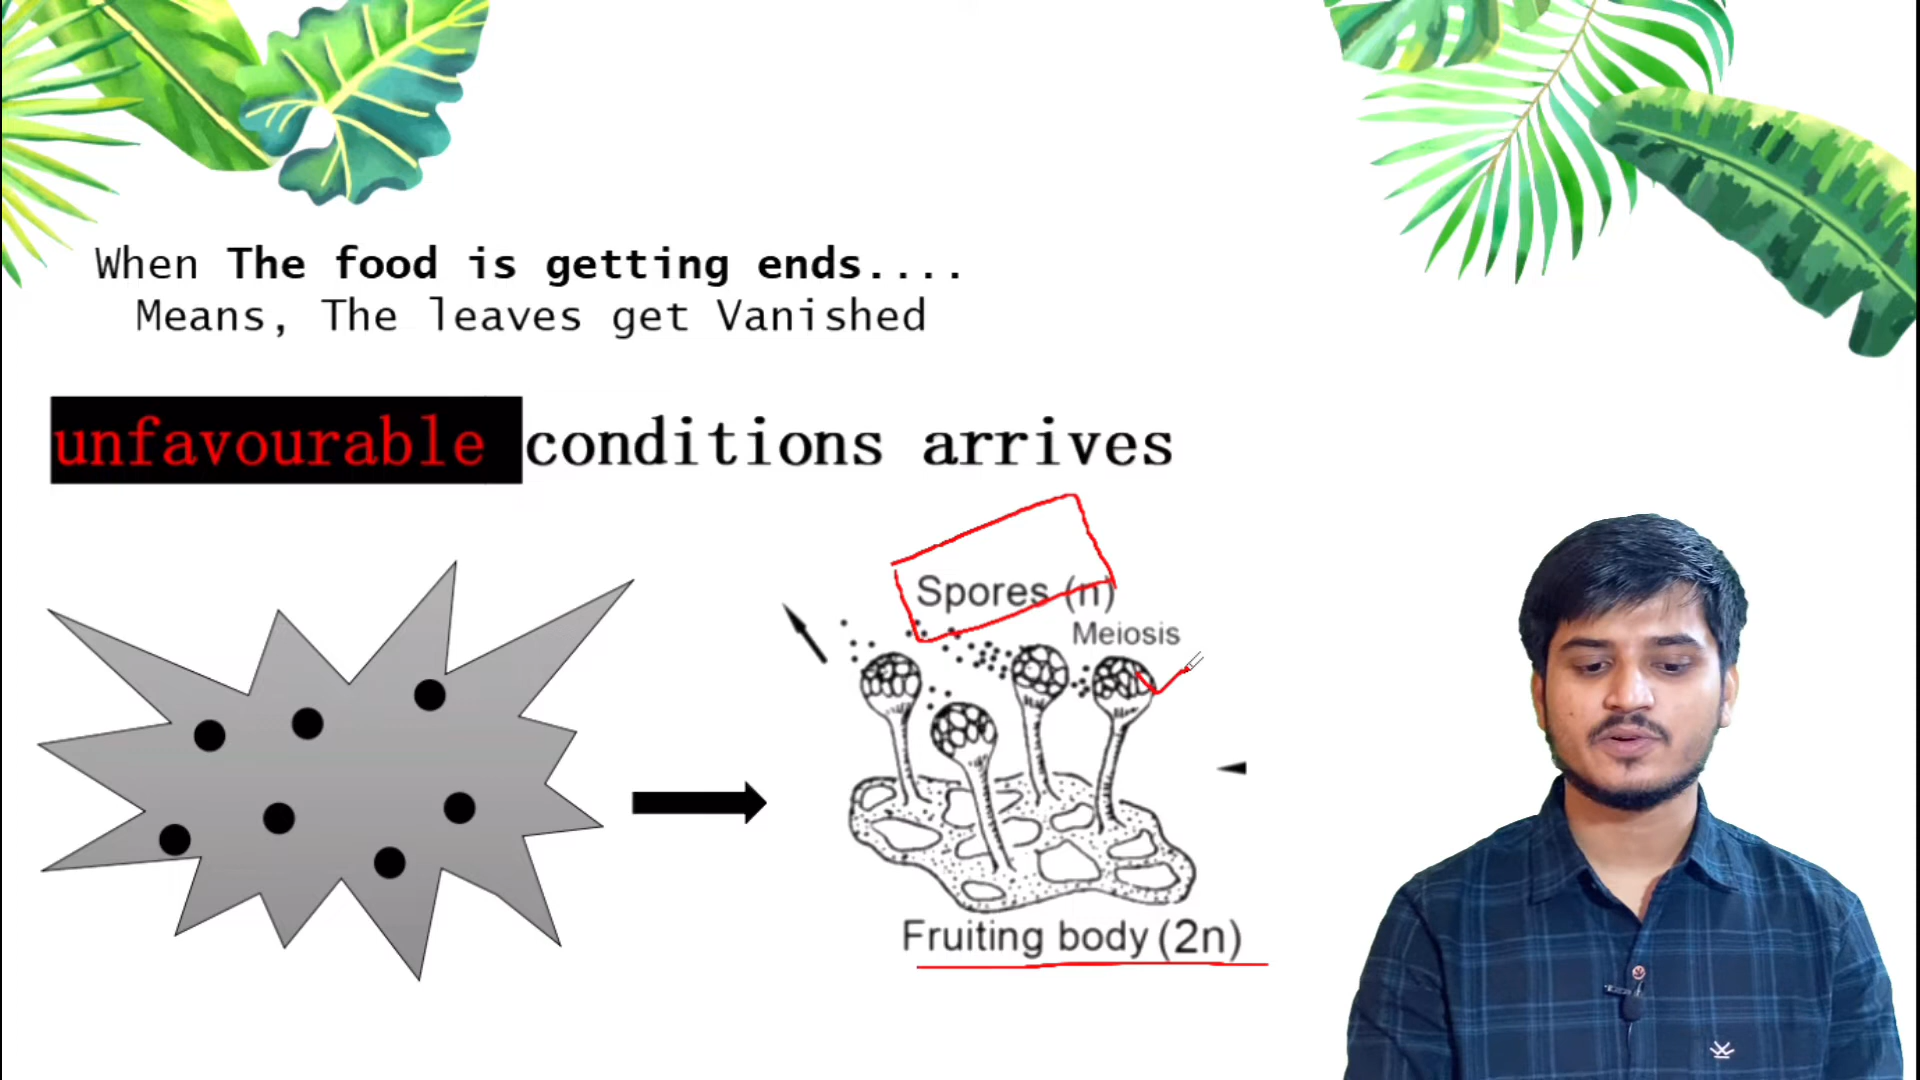 When The food is getting ends....
Means, The leaves get Vanished
unfavourable conditions arrives
Spores (n)
Meiosis
Fruiting body (2n)